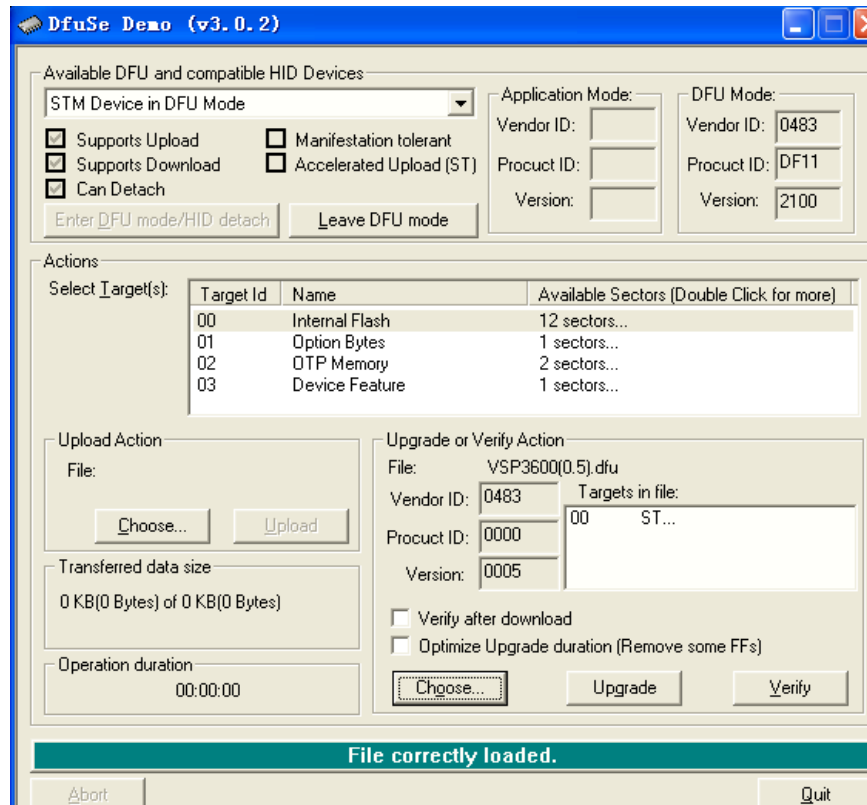 DfuSe Demo (v3.0.2)
Available DFU and compatible HID Devices
STM Device in DFU Mode
Supports Upload
Manifestation tolerant
Supports Download
Accelerated Upload (ST)
Can Detach
Enter DFU mode/HID detach
Leave DFU mode
Application Mode:
Vendor ID:
Procuct ID:
Version:
DFU Mode:
Vendor ID: 0483
Procuct ID: DF11
Version: 2100
Actions
Select Target(s):
Target Id Name Available Sectors (Double Click for more)
00 Internal Flash 12 sectors...
01 Option Bytes 1 sectors...
02 OTP Memory 2 sectors...
03 Device Feature 1 sectors...
Upload Action
File:
Choose...
Upload
Transferred data size
0 KB(0 Bytes) of 0 KB(0 Bytes)
Operation duration
00:00:00
Upgrade or Verify Action
File: VSP3600(0.5).dfu
Vendor ID: 0483
Procuct ID: 0000
Version: 0005
Targets in file:
00 ST...
Verify after download
Optimize Upgrade duration (Remove some FFs)
Choose...
Upgrade
Verify
File correctly loaded.
Abort
Quit